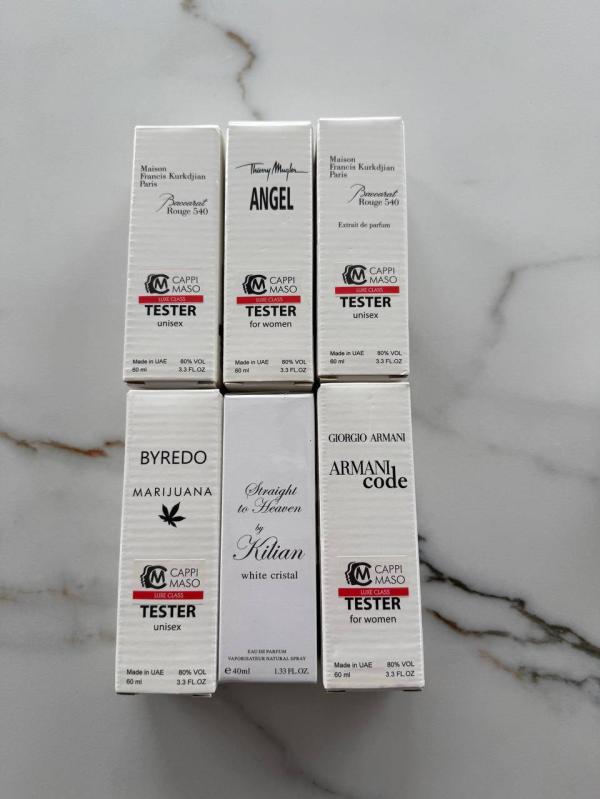 Maison
Francis Kurkdjian
Paris
Baccarat
Rouge 540
CAPPI
MASO
LUXE CLASS
TESTER
unisex
Made in UAE 80% VOL
60 ml 3.3 FL.OZ
Thierry Mugler
ANGEL
CAPPI
MASO
LUXE CLASS
TESTER
for women
Made in UAE 80% VOL
60 ml 3.3 FL.OZ
Maison
Francis Kurkdjian
Paris
Baccarat
Rouge 540
Extrait de parfum
CAPPI
MASO
LUXE CLASS
TESTER
unisex
Made in UAE 80% VOL
60 ml 3.3 FL.OZ
BYREDO
MARIJUANA
CAPPI
MASO
LUXE CLASS
TESTER
unisex
Made in UAE 80% VOL
60 ml 3.3 FL.OZ
Straight
to Heaven
by
Kilian
white cristal
EAU DE PARFUM
VAPORISATEUR NATURAL SPRAY
e 40ml 1.33 FL.OZ.
GIORGIO ARMANI
ARMANI
code
CAPPI
MASO
LUXE CLASS
TESTER
for women
Made in UAE 80% VOL
60 ml 3.3 FL.OZ